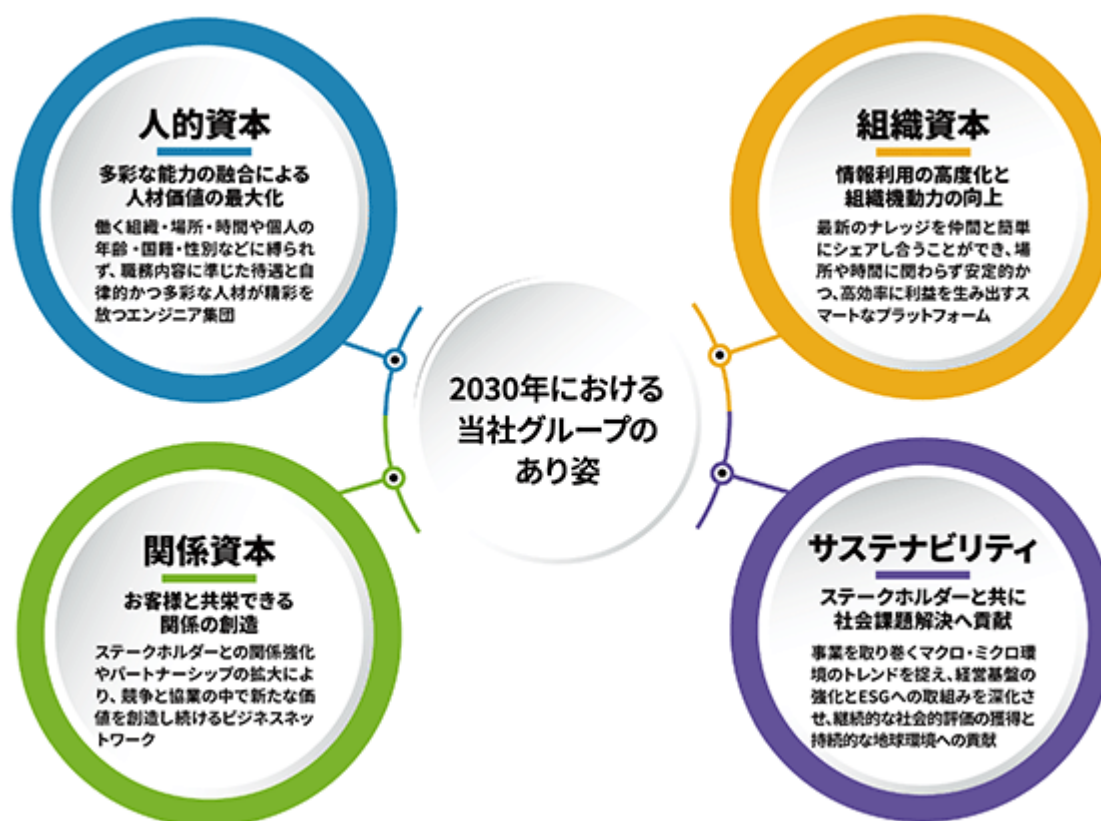 人的資本
多彩な能力の融合による
人材価値の最大化
働く組織・場所・時間や個人の
年齢・国籍・性別などに縛られ
ず、職務内容に準じた待遇と自
律的かつ多彩な人材が精彩を
放つエンジニア集団
組織資本
情報利用の高度化と
組織機動力の向上
最新のナレッジを仲間と簡単
にシェアし合うことができ、場
所や時間に関わらず安定的か
つ、高効率に利益を生み出すス
マートなプラットフォーム
2030年における
当社グループの
あり姿
関係資本
お客様と共栄できる
関係の創造
ステークホルダーとの関係強化
やパートナーシップの拡大によ
り、競争と協業の中で新たな価
値を創造し続けるビジネスネッ
トワーク
サステナビリティ
ステークホルダーと共に
社会課題解決へ貢献
事業を取り巻くマクロ・ミクロ環
境のトレンドを捉え、経営基盤の
強化とESGへの取組みを深化さ
せ、継続的な社会的評価の獲得と
持続的な地球環境への貢献